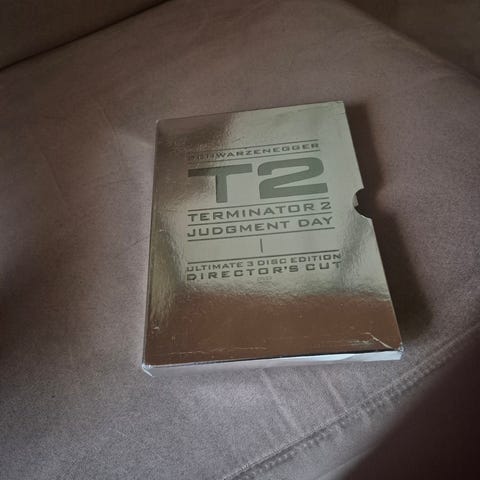 SCHWARZENEGGER
T2
TERMINATOR 2
JUDGMENT DAY
ULTIMATE 3 DISC EDITION
DIRECTOR'S CUT